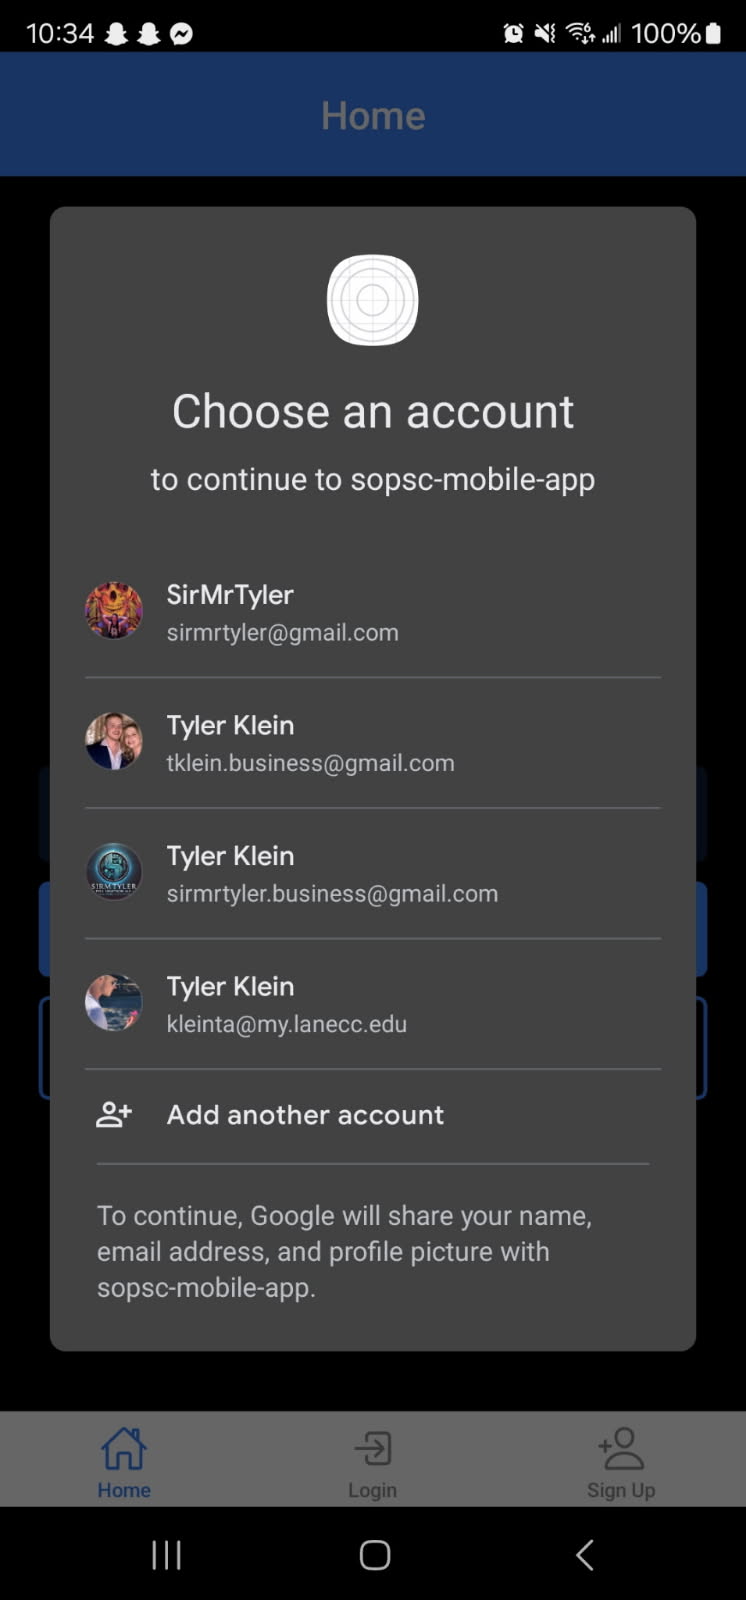 10:34 100%
Home
Choose an account
to continue to sopsc-mobile-app
SirMrTyler
sirmrtyler@gmail.com
Tyler Klein
tklein.business@gmail.com
Tyler Klein
sirmrtyler.business@gmail.com
Tyler Klein
kleinta@my.lanecc.edu
Add another account
To continue, Google will share your name,
email address, and profile picture with
sopsc-mobile-app.
Home Login Sign Up